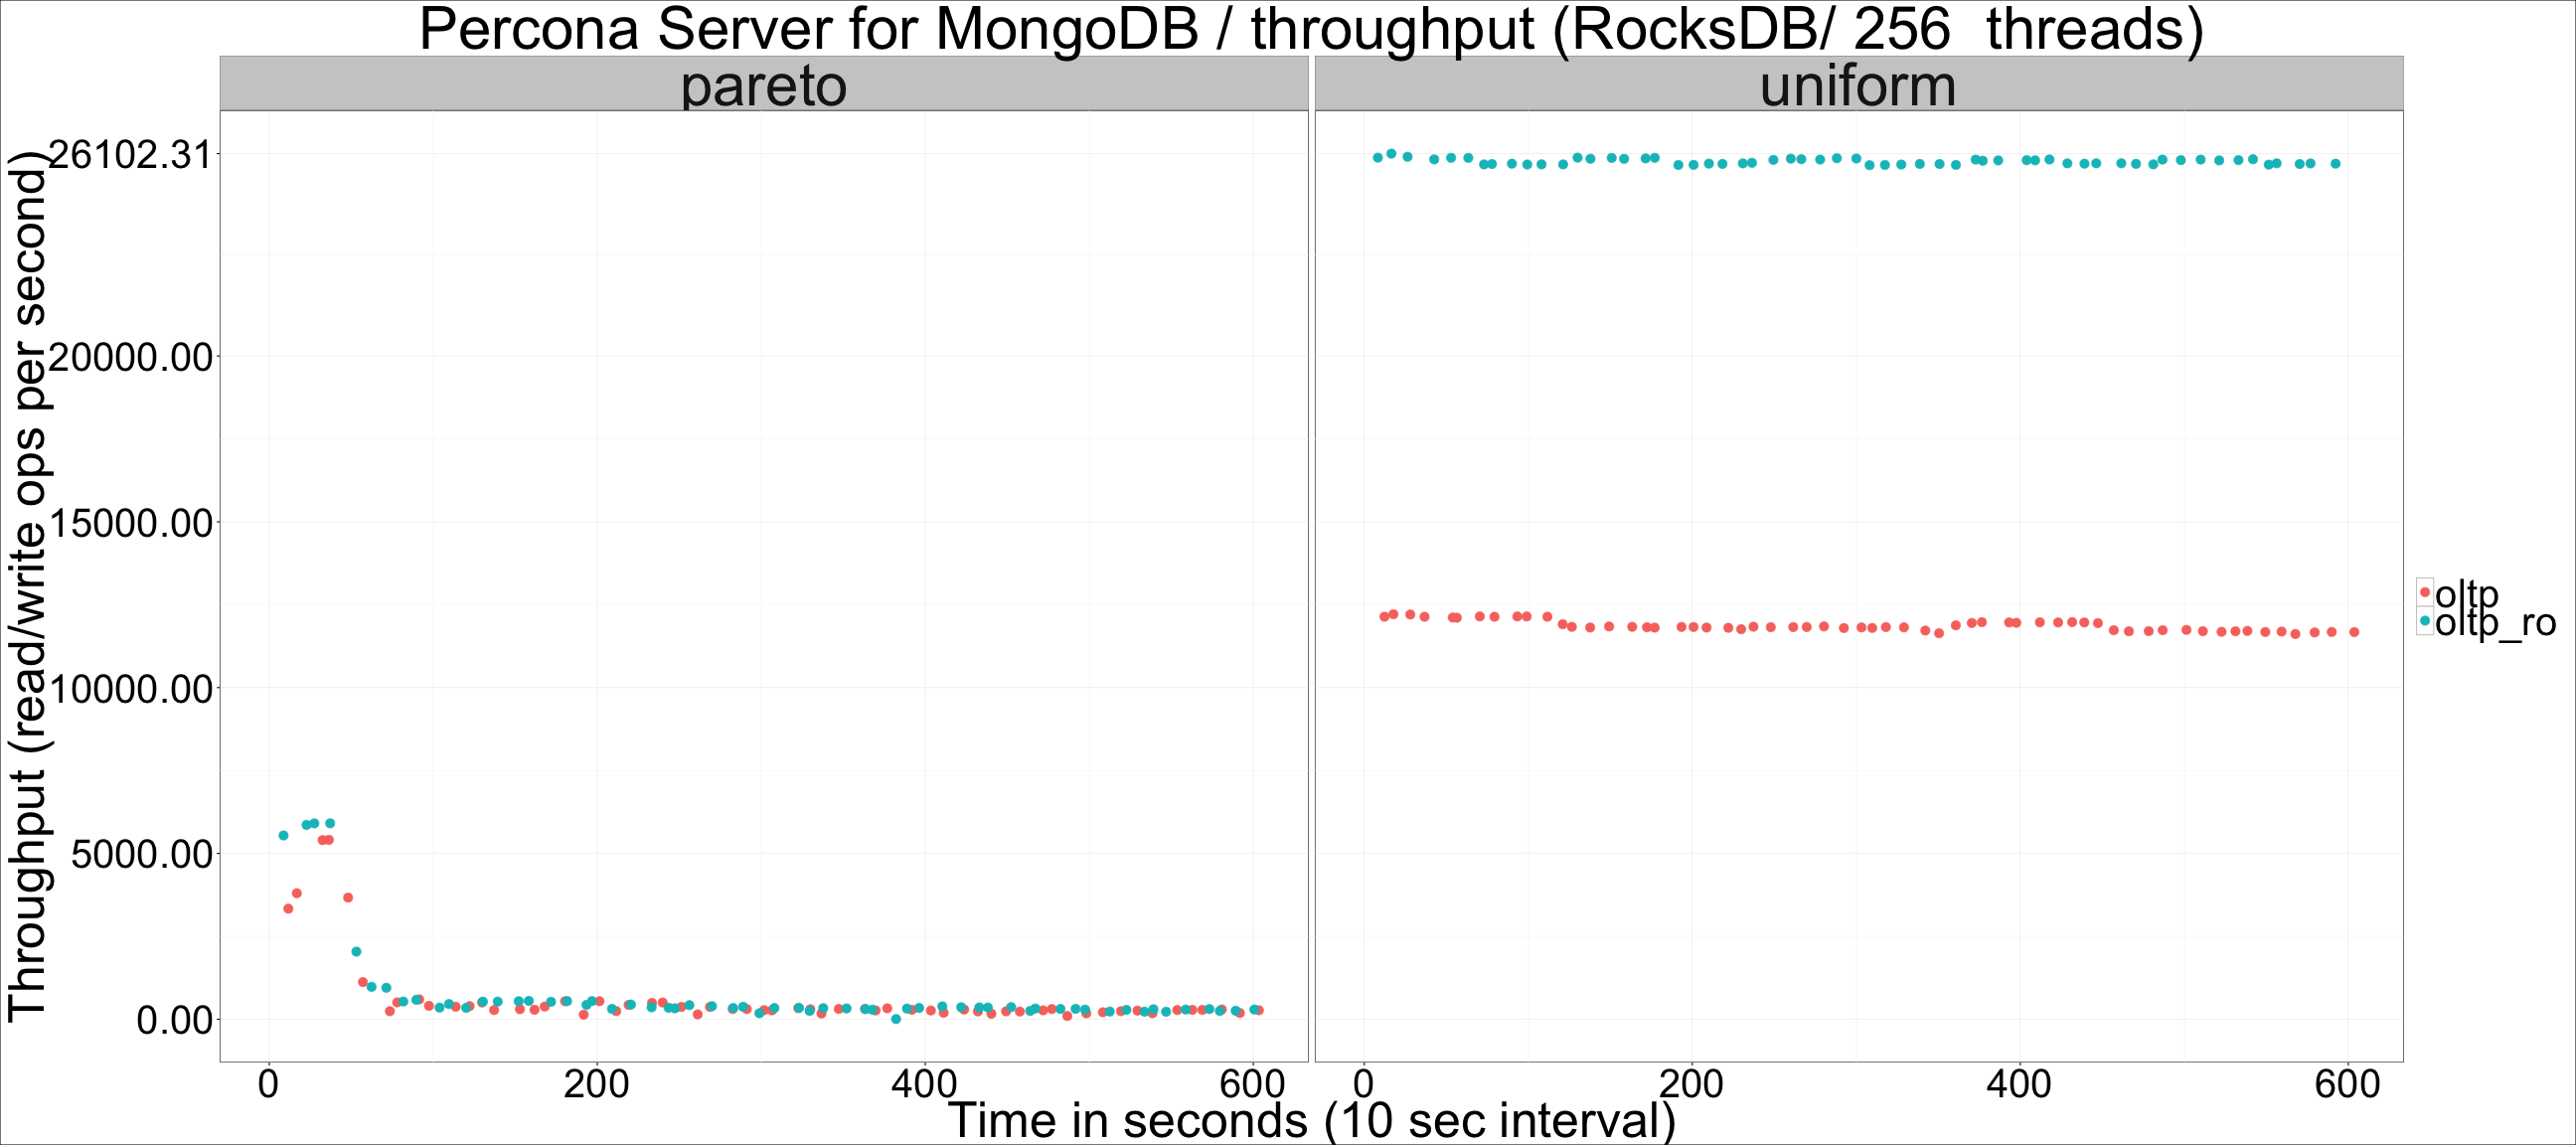 Percona Server for MongoDB / throughput (RocksDB/ 256  threads)
pareto
uniform
Throughput (read/write ops per second)
26102.31
20000.00
15000.00
10000.00
5000.00
0.00
0 200 400 600
0 200 400 600
Time in seconds (10 sec interval)
oltp
oltp_ro